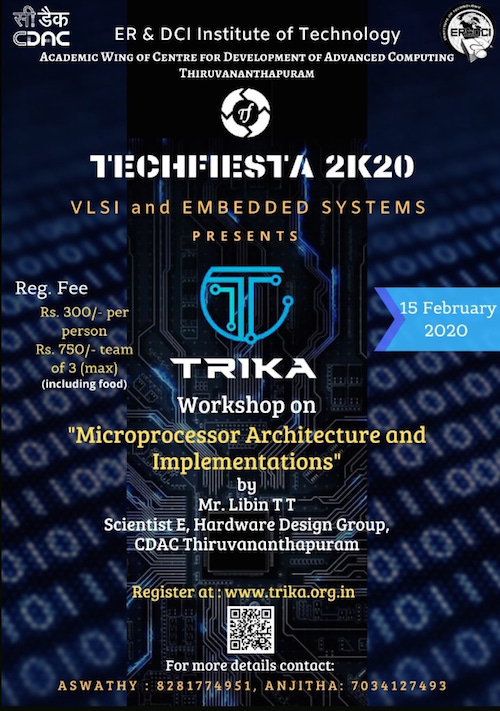 सी डैक
CDAC
ER & DCI Institute of Technology
ER&DCI
Academic Wing of Centre for Development of Advanced Computing
Thiruvananthapuram
Tf
TECHFIESTA 2K20
VLSI and EMBEDDED SYSTEMS
PRESENTS
Reg. Fee
Rs. 300/- per
person
Rs. 750/- team
of 3 (max)
(including food)
15 February
2020
TRIKA
Workshop on
"Microprocessor Architecture and
Implementations"
by
Mr. Libin T T
Scientist E, Hardware Design Group,
CDAC Thiruvananthapuram
Register at : www.trika.org.in
For more details contact:
ASWATHY : 8281774951, ANJITHA: 7034127493